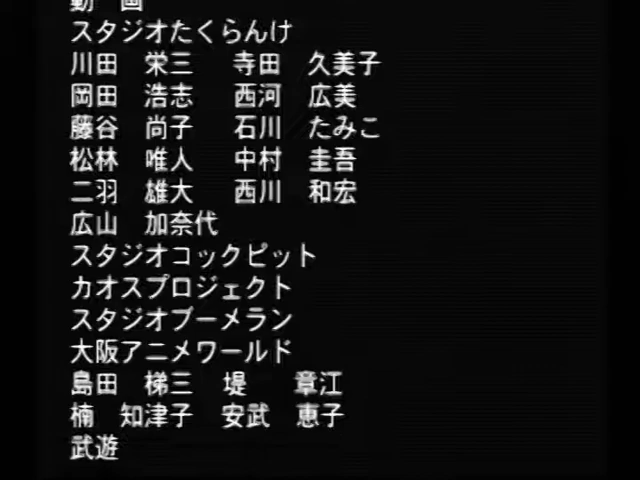 動　画
スタジオたくらんけ
川田　栄三　寺田　久美子
岡田　浩志　西河　広美
藤谷　尚子　石川　たみこ
松林　唯人　中村　圭吾
二羽　雄大　西川　和宏
広山　加奈代
スタジオコックピット
カオスプロジェクト
スタジオブーメラン
大阪アニメワールド
島田　梯三　堤　章江
楠　知津子　安武　恵子
武遊